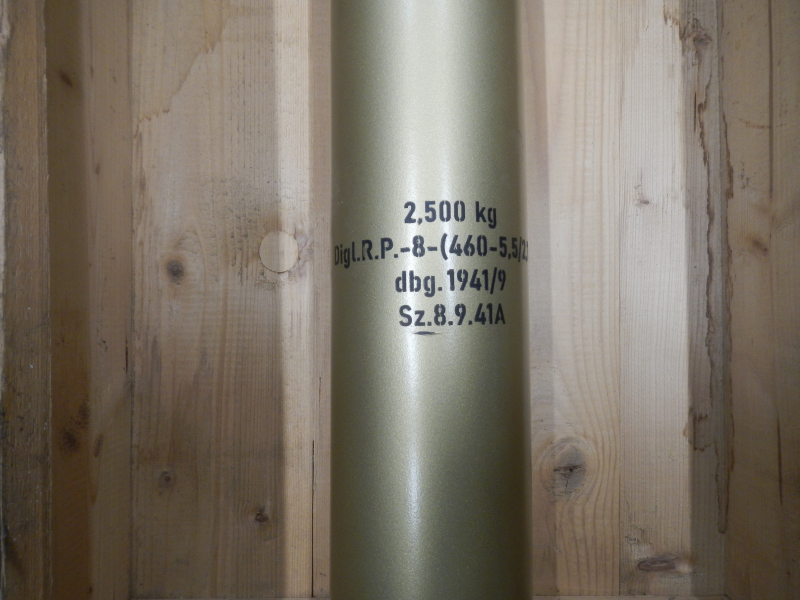 2,500 kg
Digl.R.P.-8-(460-5,5/2
dbg. 1941/9
Sz.8.9.41A